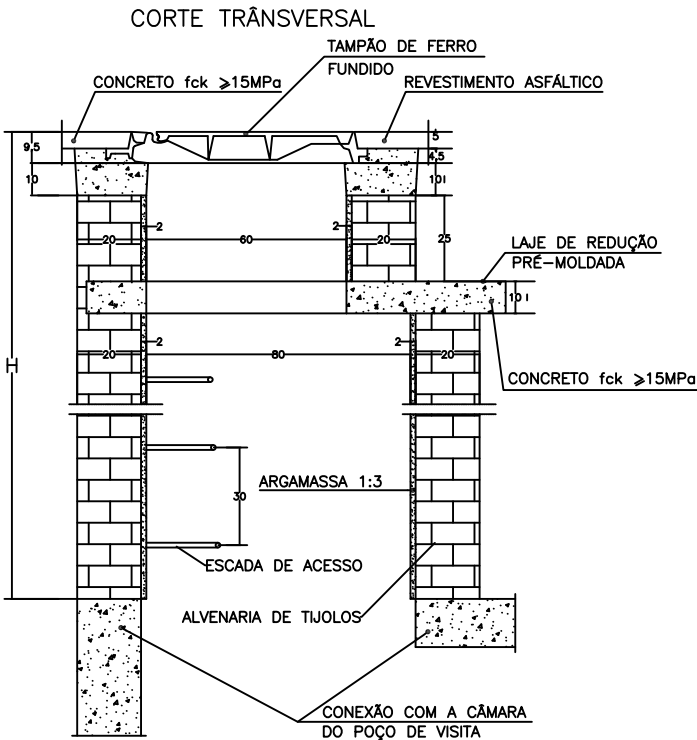 CORTE TRÂNSVERSAL
TAMPÃO DE FERRO
FUNDIDO
CONCRETO fck ⩾15MPa
REVESTIMENTO ASFÁLTICO
9,5
5
4,5
10
10
2
2
20
60
20
25
LAJE DE REDUÇÃO
PRÉ-MOLDADA
10
2
2
20
80
20
H
CONCRETO fck ⩾15MPa
ARGAMASSA 1:3
30
ESCADA DE ACESSO
ALVENARIA DE TIJOLOS
CONEXÃO COM A CÂMARA
DO POÇO DE VISITA